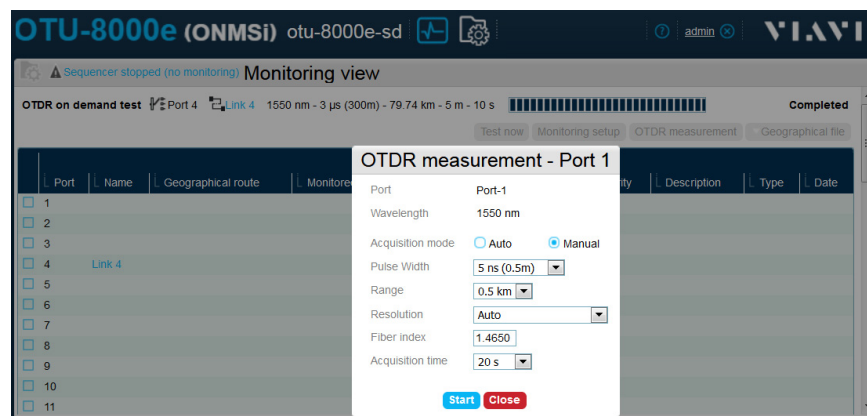 OTU-8000e (ONMSi) otu-8000e-sd admin VIAVI
Sequencer stopped (no monitoring) Monitoring view
OTDR on demand test Port 4 Link 4 1550 nm - 3 µs (300m) - 79.74 km - 5 m - 10 s Completed
Test now Monitoring setup OTDR measurement Geographical file
OTDR measurement - Port 1
Port Name Geographical route Description Type Date
Port Port-1
Wavelength 1550 nm
Acquisition mode Auto Manual
Pulse Width 5 ns (0.5m)
Range 0.5 km
Resolution Auto
Fiber index 1.4650
Acquisition time 20 s
Start Close
1
2
3
4 Link 4
5
6
7
8
9
10
11